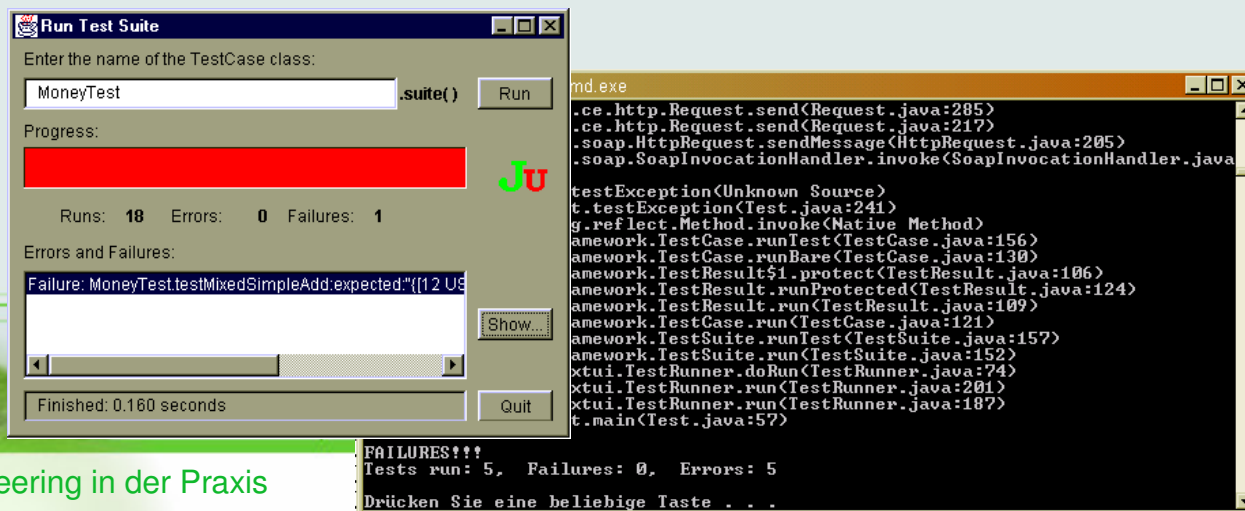 Run Test Suite
Enter the name of the TestCase class:
MoneyTest .suite( ) Run
Progress:
JU
Runs: 18 Errors: 0 Failures: 1
Errors and Failures:
Failure: MoneyTest.testMixedSimpleAdd:expected:"{[12 US
Show...
Finished: 0.160 seconds Quit
md.exe
.ce.http.Request.send(Request.java:285)
.ce.http.Request.send(Request.java:217)
.soap.HttpRequest.sendMessage(HttpRequest.java:205)
.soap.SoapInvocationHandler.invoke(SoapInvocationHandler.java
testException(Unknown Source)
t.testException(Test.java:241)
g.reflect.Method.invoke(Native Method)
amework.TestCase.runTest(TestCase.java:156)
amework.TestCase.runBare(TestCase.java:130)
amework.TestResult$1.protect(TestResult.java:106)
amework.TestResult.runProtected(TestResult.java:124)
amework.TestResult.run(TestResult.java:109)
amework.TestCase.run(TestCase.java:121)
amework.TestSuite.runTest(TestSuite.java:157)
amework.TestSuite.run(TestSuite.java:152)
xtui.TestRunner.doRun(TestRunner.java:74)
xtui.TestRunner.run(TestRunner.java:201)
xtui.TestRunner.run(TestRunner.java:187)
t.main(Test.java:57)
FAILURES!!!
Tests run: 5, Failures: 0, Errors: 5
Drücken Sie eine beliebige Taste . . .
eering in der Praxis